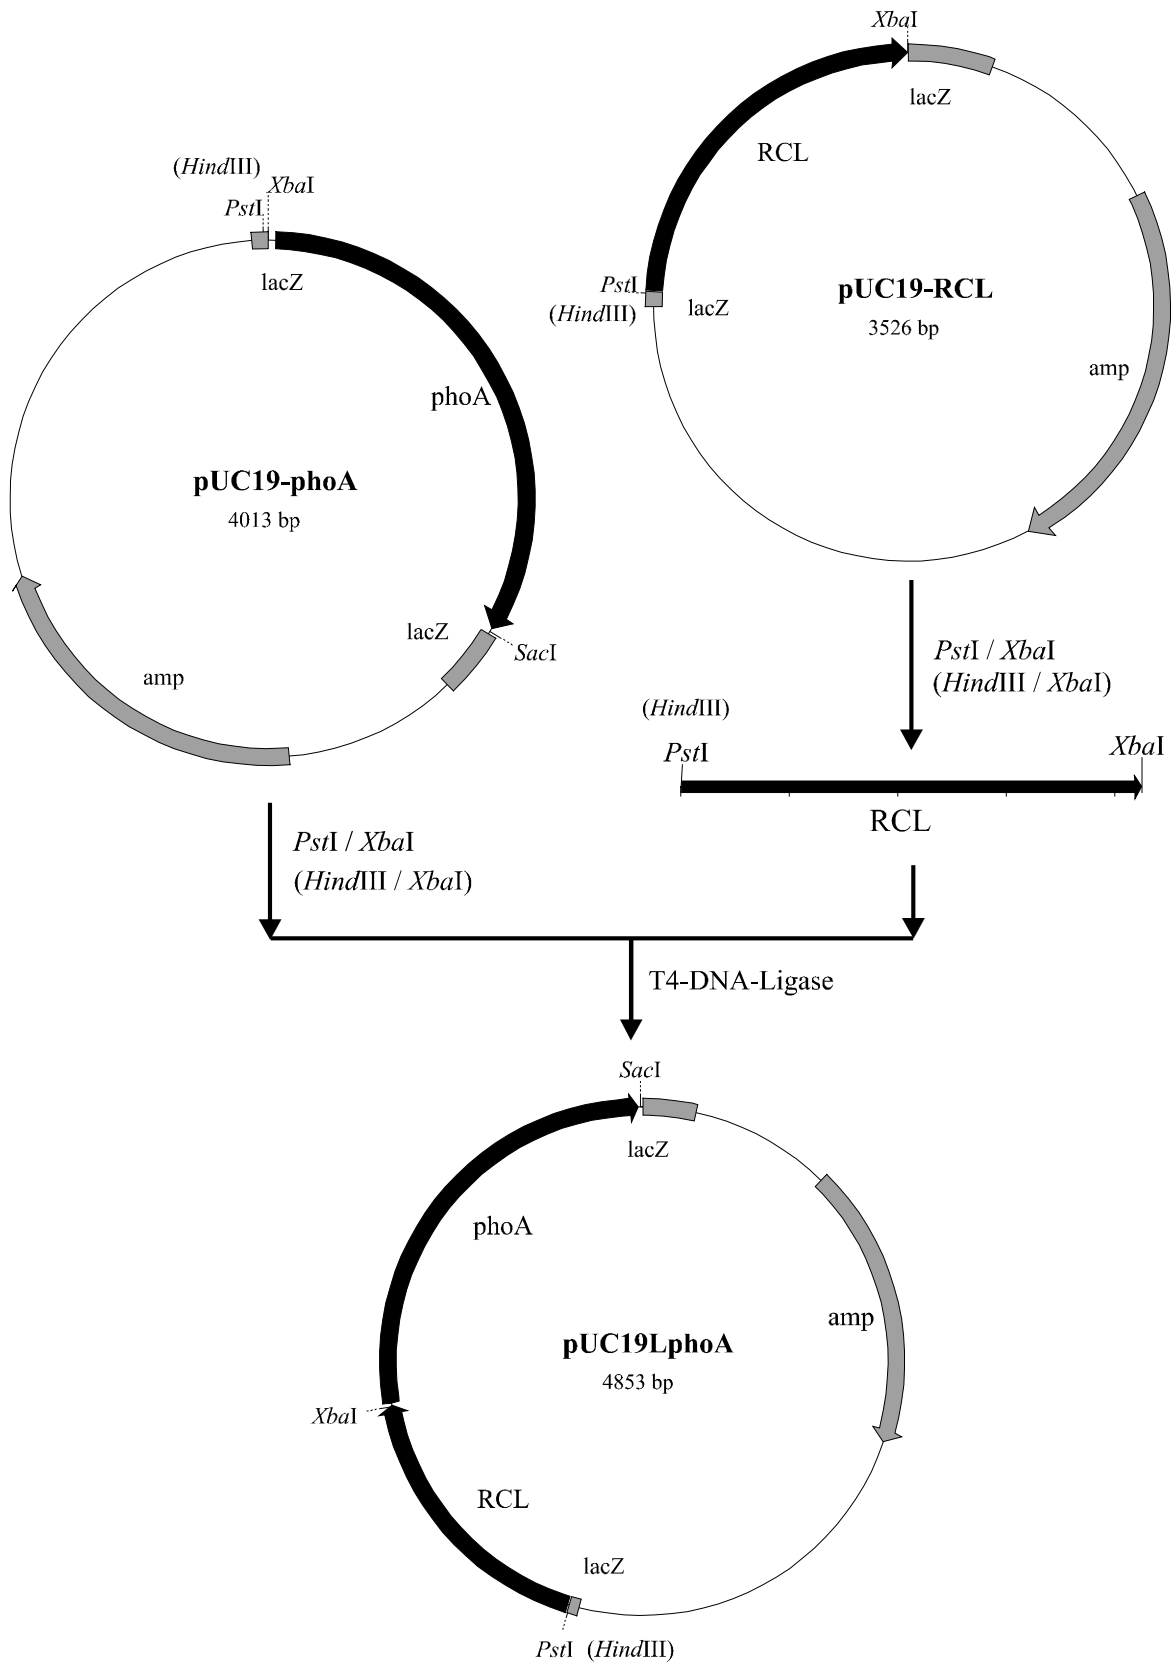 XbaI
lacZ
RCL
PstI
(HindIII)
lacZ
pUC19-RCL
3526 bp
amp
(HindIII)
XbaI
PstI
lacZ
phoA
pUC19-phoA
4013 bp
lacZ
SacI
amp
PstI / XbaI
(HindIII / XbaI)
(HindIII)
PstI
XbaI
RCL
PstI / XbaI
(HindIII / XbaI)
T4-DNA-Ligase
SacI
lacZ
phoA
amp
pUC19LphoA
4853 bp
XbaI
RCL
lacZ
PstI (HindIII)